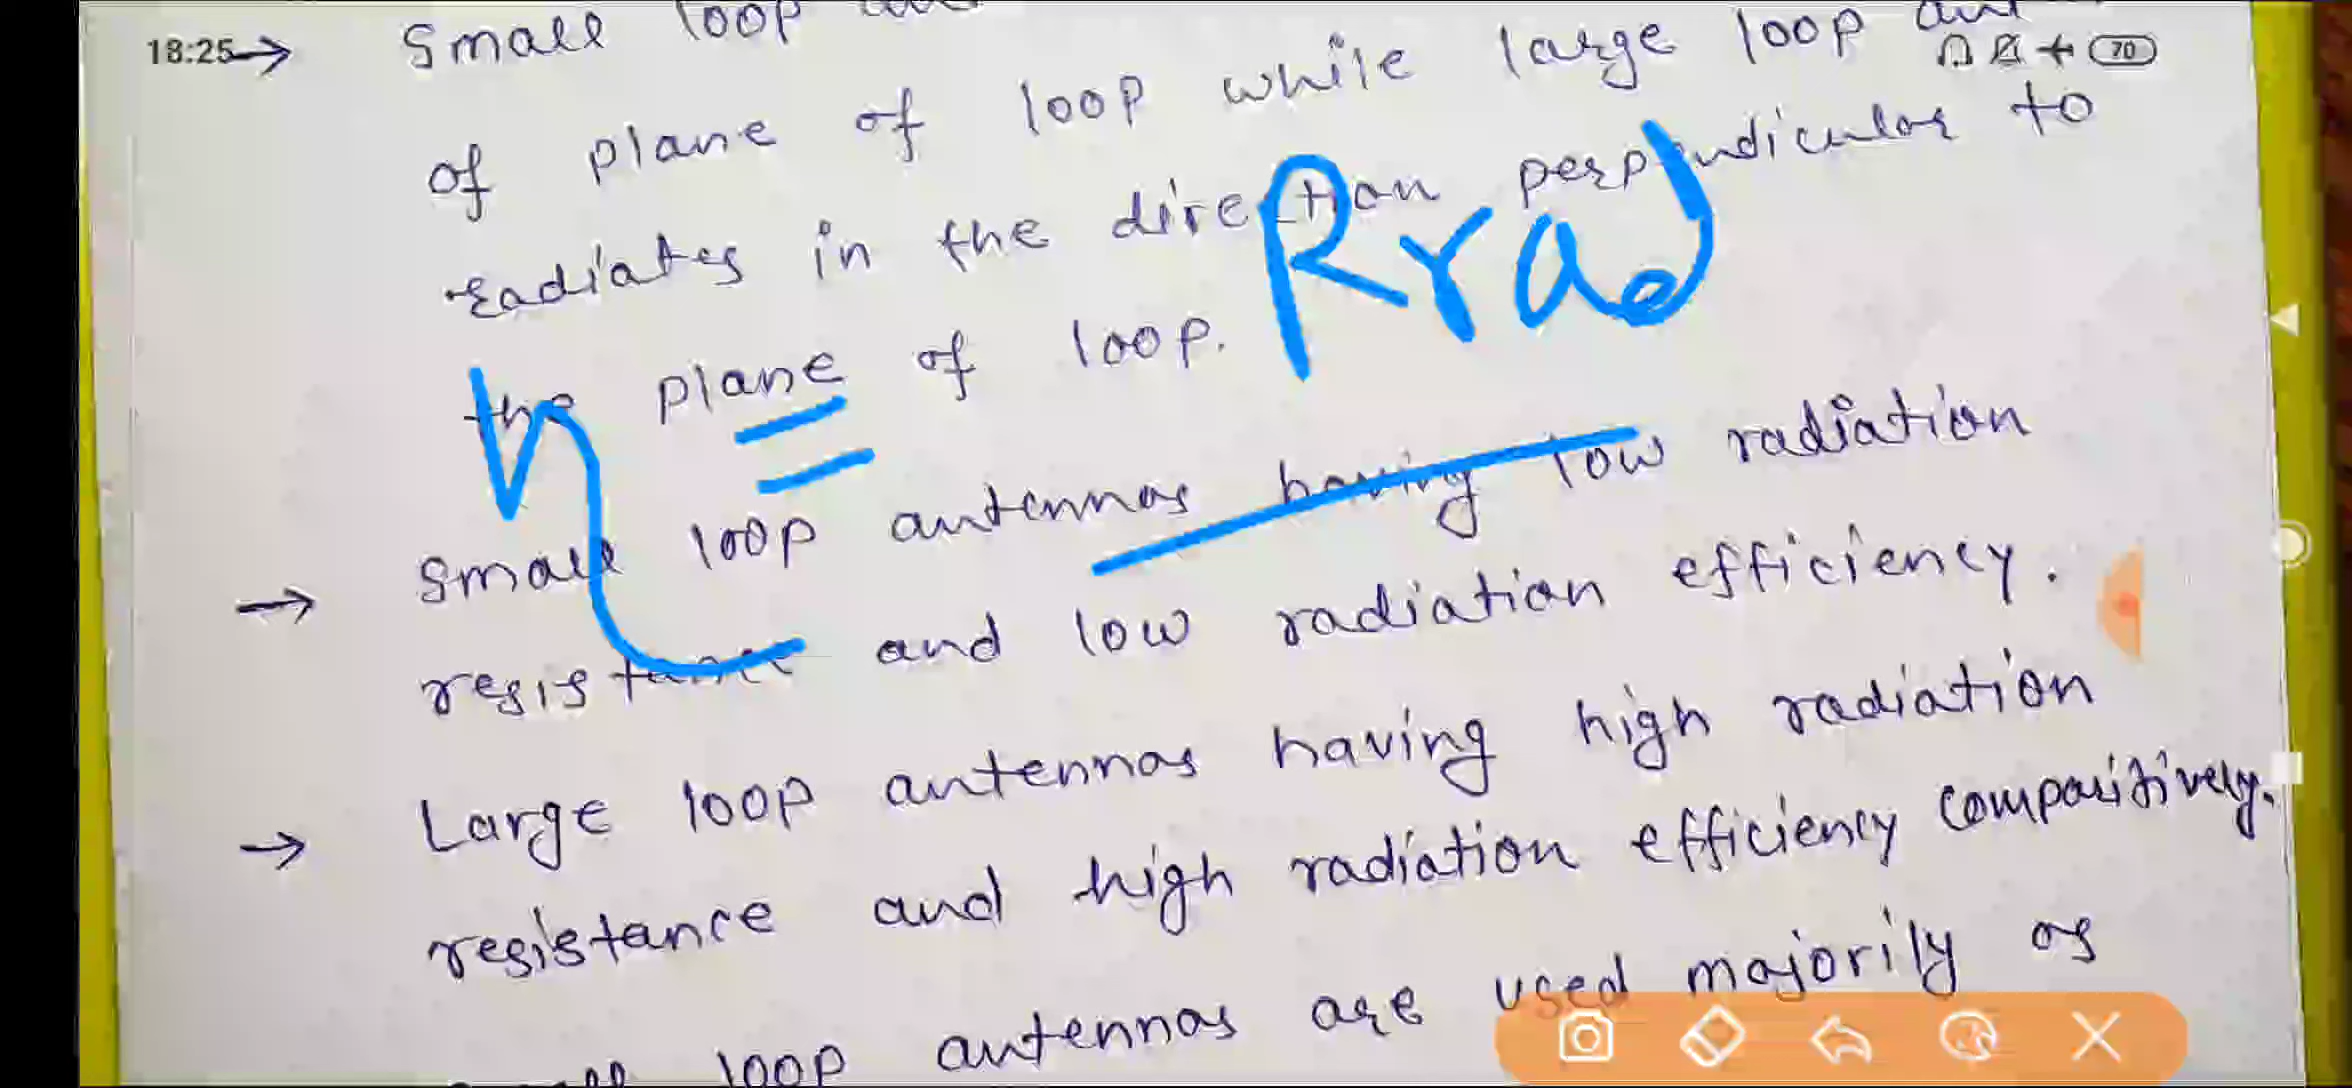 18:25 → Small loop
70
of plane of loop while large loop
radiates in the direction perpendicular to
Rrad
the plane of loop.
η
→ Small loop antennas having low radiation
resistance and low radiation efficiency.
→ Large loop antennas having high radiation
resistance and high radiation efficiency comparitively.
loop antennas are used majorily as